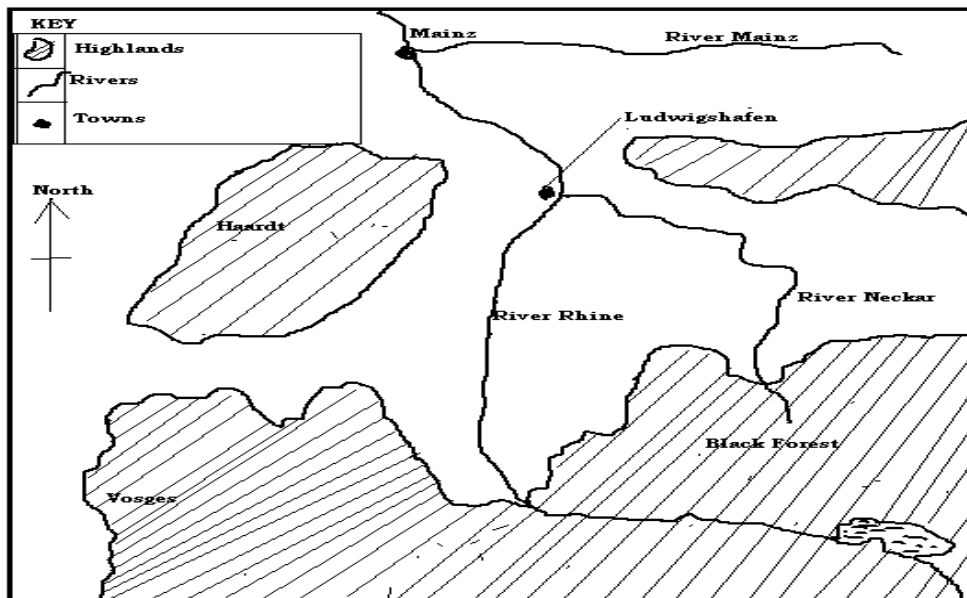 KEY
Highlands
Rivers
Towns
Mainz
River Mainz
Ludwigshafen
North
Haardt
River Neckar
River Rhine
Black Forest
Vosges